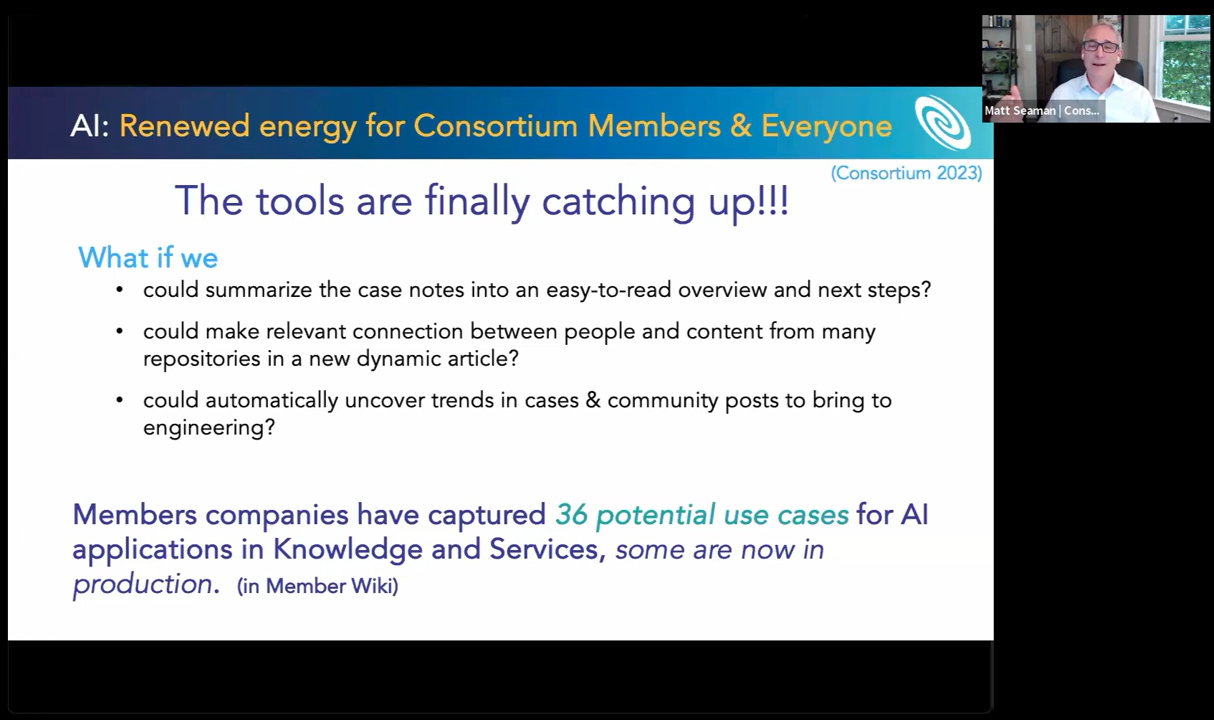 AI: Renewed energy for Consortium Members & Everyone
(Consortium 2023)
The tools are finally catching up!!!
What if we
• could summarize the case notes into an easy-to-read overview and next steps?
• could make relevant connection between people and content from many
repositories in a new dynamic article?
• could automatically uncover trends in cases & community posts to bring to
engineering?
Members companies have captured 36 potential use cases for AI
applications in Knowledge and Services, some are now in
production. (in Member Wiki)
Matt Seaman | Cons...